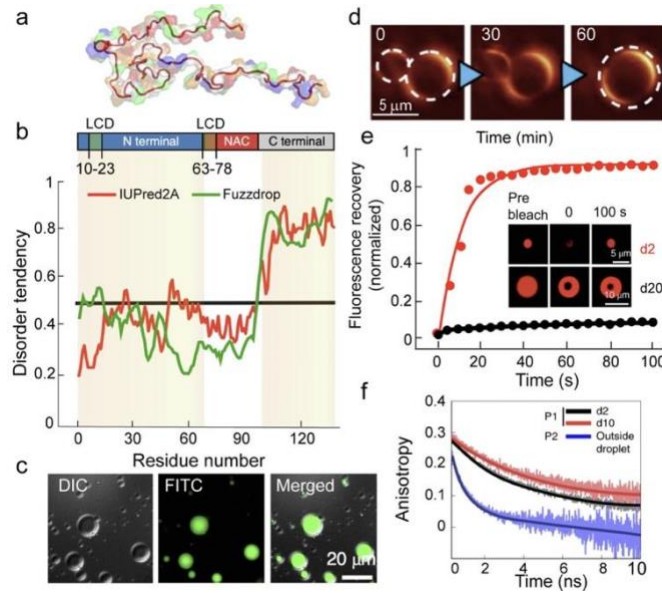 a
b
LCD
N terminal
LCD
NAC
C terminal
10-23
63-78
IUPred2A
Fuzzdrop
Disorder tendency
1
0.8
0.6
0.4
0.2
0
0
30
60
90
120
Residue number
c
DIC
FITC
Merged
20 μm
d
0
30
60
5 μm
Time (min)
e
Fluorescence recovery
(normalized)
1
0.8
0.6
0.4
0.2
0
Pre
bleach
0
100 s
d2
5 μm
d20
10 μm
0
20
40
60
80
100
Time (s)
f
Anisotropy
0.4
0.3
0.2
0.1
0
P1
d2
d10
P2
Outside
droplet
0
2
4
6
8
10
Time (ns)